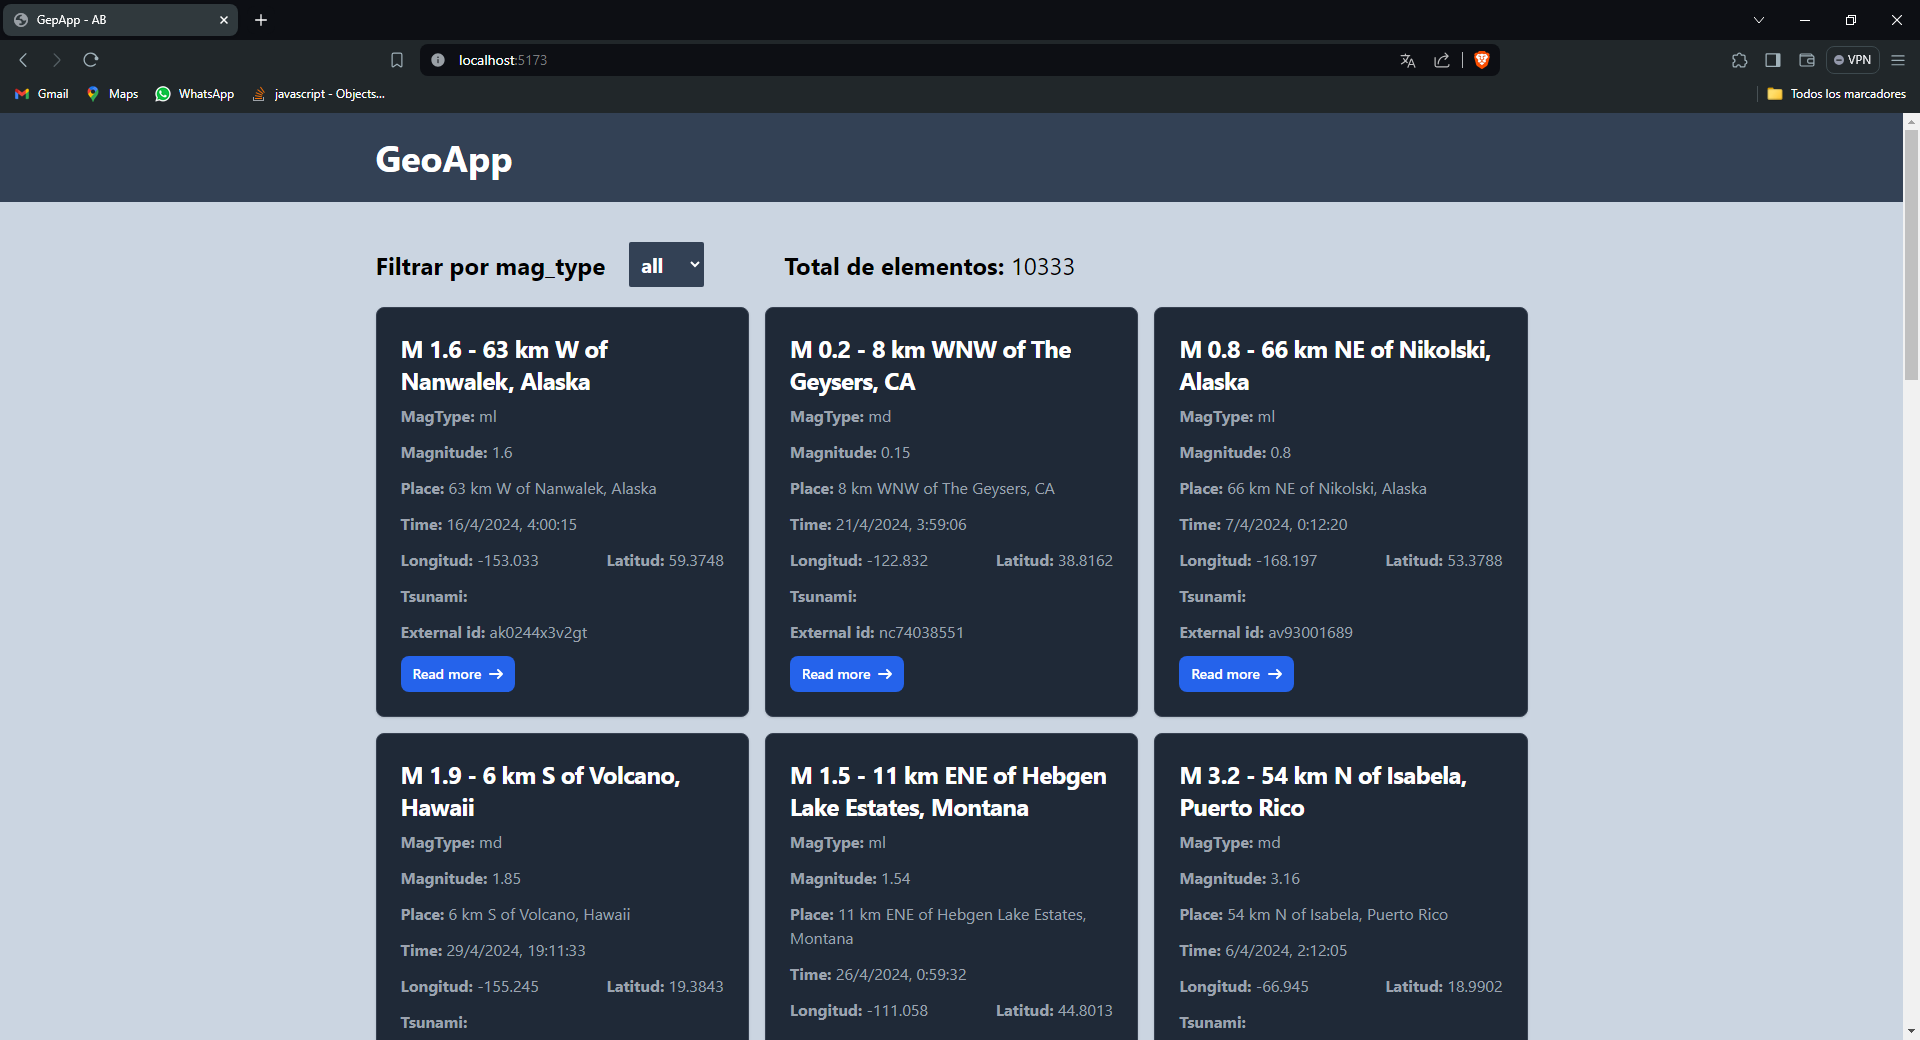 GepApp - AB
localhost:5173
VPN
Gmail
Maps
WhatsApp
javascript - Objects...
Todos los marcadores
GeoApp
Filtrar por mag_type
all
Total de elementos: 10333
M 1.6 - 63 km W of
Nanwalek, Alaska
MagType: ml
Magnitude: 1.6
Place: 63 km W of Nanwalek, Alaska
Time: 16/4/2024, 4:00:15
Longitud: -153.033 Latitud: 59.3748
Tsunami:
External id: ak0244x3v2gt
Read more
M 0.2 - 8 km WNW of The
Geysers, CA
MagType: md
Magnitude: 0.15
Place: 8 km WNW of The Geysers, CA
Time: 21/4/2024, 3:59:06
Longitud: -122.832 Latitud: 38.8162
Tsunami:
External id: nc74038551
Read more
M 0.8 - 66 km NE of Nikolski,
Alaska
MagType: ml
Magnitude: 0.8
Place: 66 km NE of Nikolski, Alaska
Time: 7/4/2024, 0:12:20
Longitud: -168.197 Latitud: 53.3788
Tsunami:
External id: av93001689
Read more
M 1.9 - 6 km S of Volcano,
Hawaii
MagType: md
Magnitude: 1.85
Place: 6 km S of Volcano, Hawaii
Time: 29/4/2024, 19:11:33
Longitud: -155.245 Latitud: 19.3843
Tsunami:
M 1.5 - 11 km ENE of Hebgen
Lake Estates, Montana
MagType: ml
Magnitude: 1.54
Place: 11 km ENE of Hebgen Lake Estates,
Montana
Time: 26/4/2024, 0:59:32
Longitud: -111.058 Latitud: 44.8013
M 3.2 - 54 km N of Isabela,
Puerto Rico
MagType: md
Magnitude: 3.16
Place: 54 km N of Isabela, Puerto Rico
Time: 6/4/2024, 2:12:05
Longitud: -66.945 Latitud: 18.9902
Tsunami: